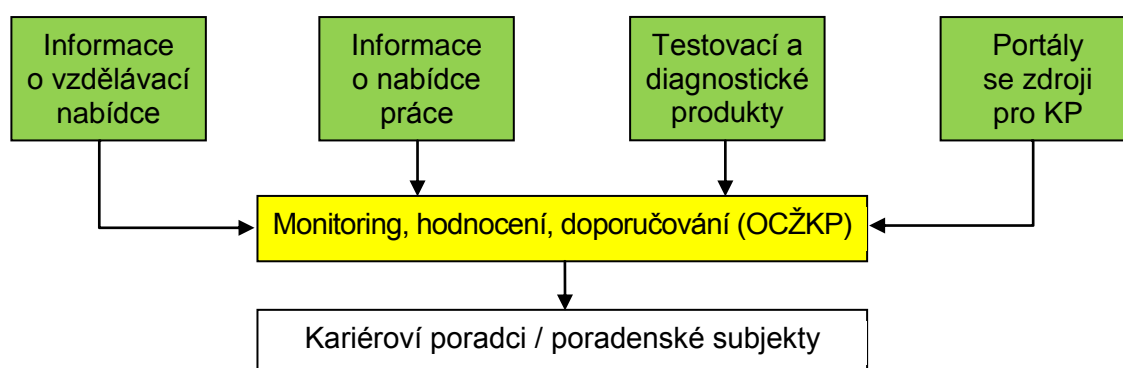 Informace
o vzdělávací
nabídce
Informace
o nabídce
práce
Testovací a
diagnostické
produkty
Portály
se zdroji
pro KP
Monitoring, hodnocení, doporučování (OCŽKP)
Kariéroví poradci / poradenské subjekty